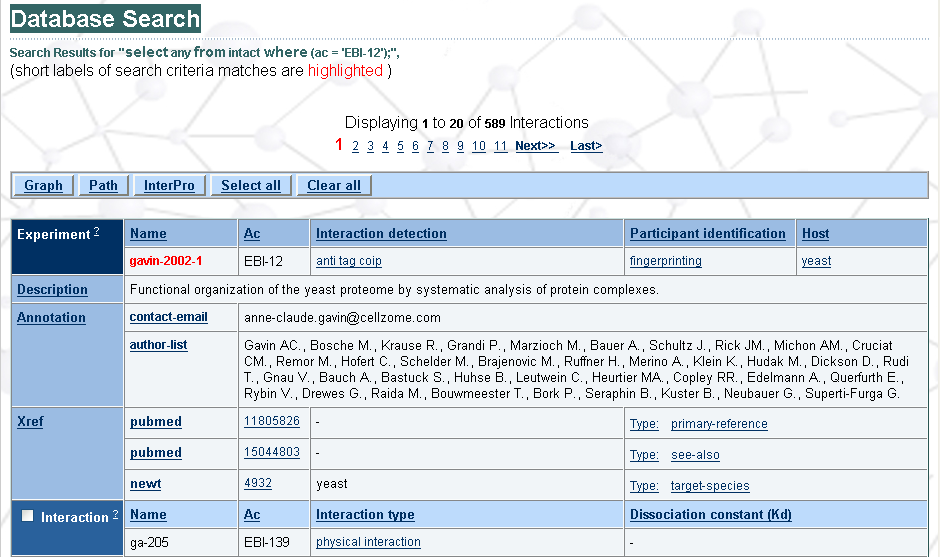 Database Search
Search Results for "select any from intact where (ac = 'EBI-12');",
(short labels of search criteria matches are highlighted )
Displaying 1 to 20 of 589 Interactions
1 2 3 4 5 6 7 8 9 10 11 Next>> Last>
Graph Path InterPro Select all Clear all
Experiment ? Name Ac Interaction detection Participant identification Host
gavin-2002-1 EBI-12 anti tag coip fingerprinting yeast
Description Functional organization of the yeast proteome by systematic analysis of protein complexes.
Annotation contact-email anne-claude.gavin@cellzome.com
author-list Gavin AC., Bosche M., Krause R., Grandi P., Marzioch M., Bauer A., Schultz J., Rick JM., Michon AM., Cruciat
CM., Remor M., Hofert C., Schelder M., Brajenovic M., Ruffner H., Merino A., Klein K., Hudak M., Dickson D., Rudi
T., Gnau V., Bauch A., Bastuck S., Huhse B., Leutwein C., Heurtier MA., Copley RR., Edelmann A., Querfurth E.,
Rybin V., Drewes G., Raida M., Bouwmeester T., Bork P., Seraphin B., Kuster B., Neubauer G., Superti-Furga G.
Xref pubmed 11805826 - Type: primary-reference
pubmed 15044803 - Type: see-also
newt 4932 yeast Type: target-species
Interaction ? Name Ac Interaction type Dissociation constant (Kd)
ga-205 EBI-139 physical interaction -